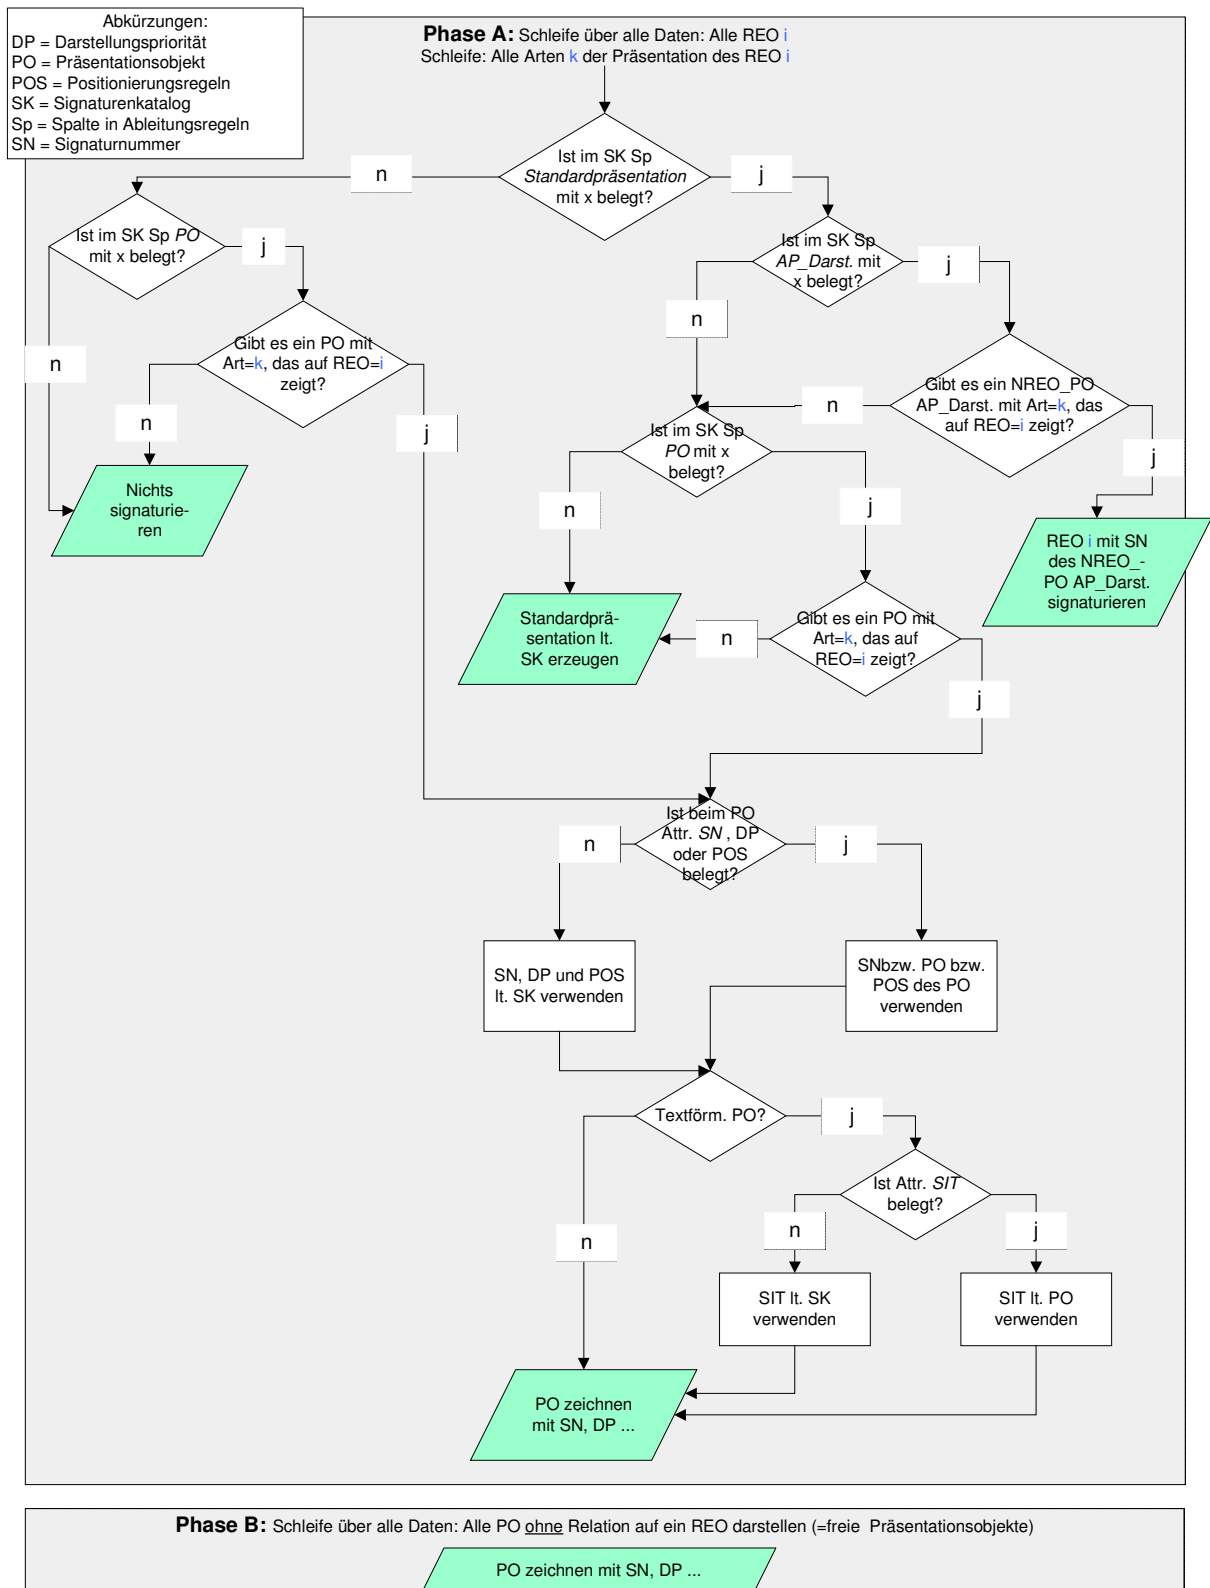 Abkürzungen:
DP = Darstellungspriorität
PO = Präsentationsobjekt
POS = Positionierungsregeln
SK = Signaturenkatalog
Sp = Spalte in Ableitungsregeln
SN = Signaturnummer
Phase A: Schleife über alle Daten: Alle REO i
Schleife: Alle Arten k der Präsentation des REO i
Ist im SK Sp
Standardpräsentation
mit x belegt?
n
j
Ist im SK Sp PO
mit x belegt?
j
n
Gibt es ein PO mit
Art=k, das auf REO=i
zeigt?
n
j
Nichts
signaturie-
ren
Ist im SK Sp
AP_Darst. mit
x belegt?
j
n
Gibt es ein NREO_PO
AP_Darst. mit Art=k, das
auf REO=i zeigt?
n
j
REO i mit SN
des NREO_-
PO AP_Darst.
signaturieren
Ist im SK Sp
PO mit x
belegt?
n
j
Standardprä-
sentation lt.
SK erzeugen
n
Gibt es ein PO mit
Art=k, das auf
REO=i zeigt?
j
Ist beim PO
Attr. SN , DP
oder POS
belegt?
n
j
SN, DP und POS
lt. SK verwenden
SNbzw. PO bzw.
POS des PO
verwenden
Textförm. PO?
j
n
Ist Attr. SIT
belegt?
n
j
SIT lt. SK
verwenden
SIT lt. PO
verwenden
PO zeichnen
mit SN, DP ...
Phase B: Schleife über alle Daten: Alle PO ohne Relation auf ein REO darstellen (=freie Präsentationsobjekte)
PO zeichnen mit SN, DP ...